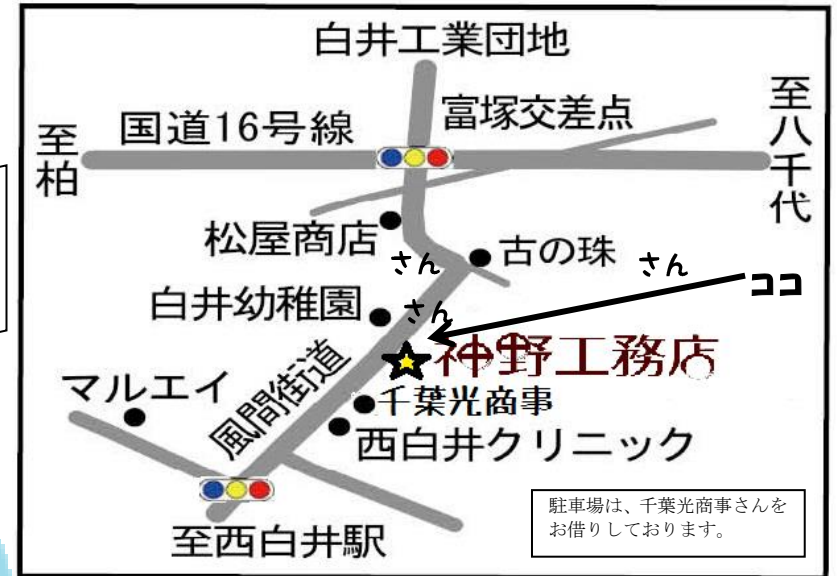 白井工業団地
国道16号線
富塚交差点
至柏
至八千代
松屋商店
さん
古の珠
さん
ココ
白井幼稚園
さん
神野工務店
風間街道
マルエイ
千葉光商事
西白井クリニック
至西白井駅
駐車場は、千葉光商事さんを
お借りしております。